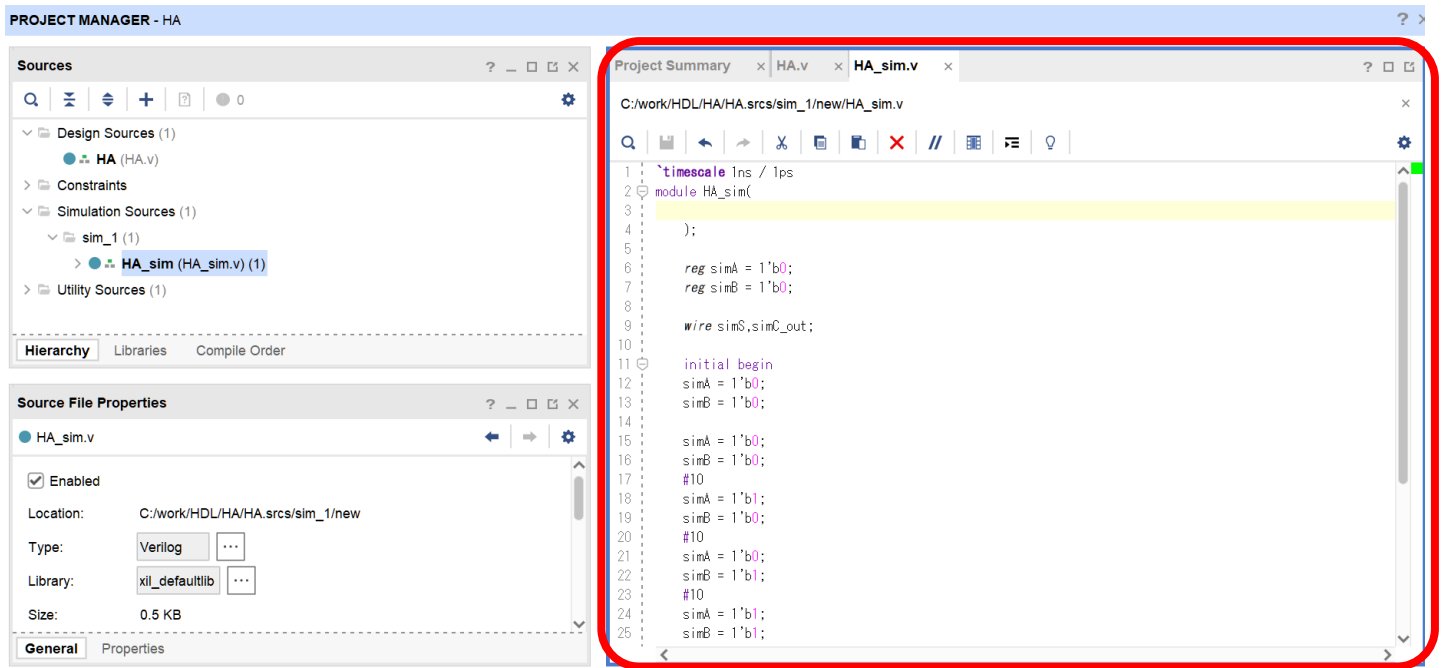 PROJECT MANAGER - HA
Sources
0
Design Sources (1)
HA (HA.v)
Constraints
Simulation Sources (1)
sim_1 (1)
HA_sim (HA_sim.v) (1)
Utility Sources (1)
Hierarchy Libraries Compile Order
Source File Properties
HA_sim.v
Enabled
Location: C:/work/HDL/HA/HA.srcs/sim_1/new
Type: Verilog ...
Library: xil_defaultlib ...
Size: 0.5 KB
General Properties
Project Summary × HA.v × HA_sim.v ×
C:/work/HDL/HA/HA.srcs/sim_1/new/HA_sim.v
1 `timescale 1ns / 1ps
2 module HA_sim(
3
4 );
5
6 reg simA = 1'b0;
7 reg simB = 1'b0;
8
9 wire simS,simC_out;
10
11 initial begin
12 simA = 1'b0;
13 simB = 1'b0;
14
15 simA = 1'b0;
16 simB = 1'b0;
17 #10
18 simA = 1'b1;
19 simB = 1'b0;
20 #10
21 simA = 1'b0;
22 simB = 1'b1;
23 #10
24 simA = 1'b1;
25 simB = 1'b1;